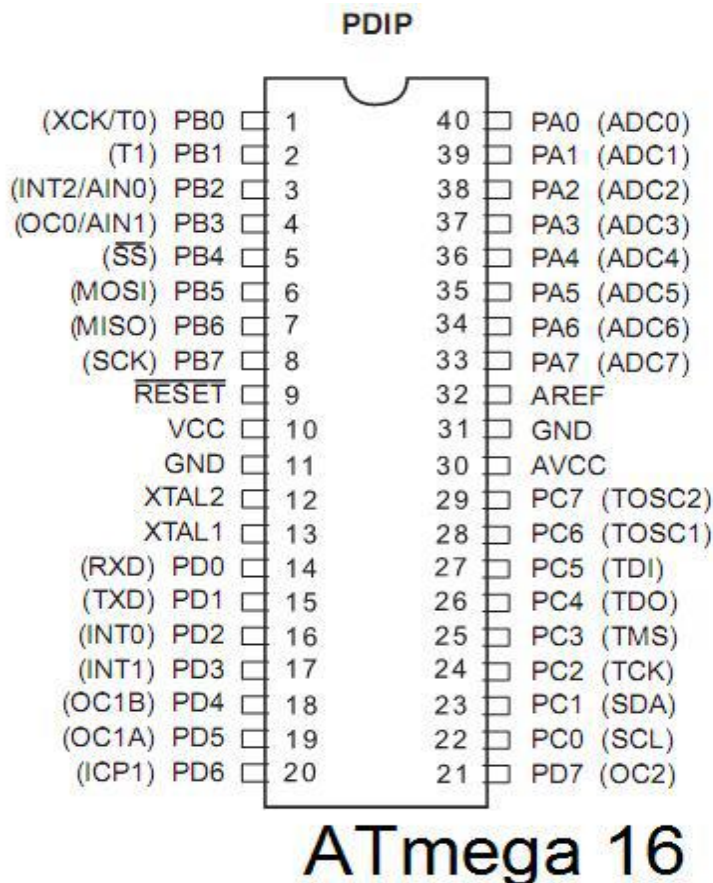 PDIP
(XCK/T0) PB0 1 40 PA0 (ADC0)
(T1) PB1 2 39 PA1 (ADC1)
(INT2/AIN0) PB2 3 38 PA2 (ADC2)
(OC0/AIN1) PB3 4 37 PA3 (ADC3)
(SS) PB4 5 36 PA4 (ADC4)
(MOSI) PB5 6 35 PA5 (ADC5)
(MISO) PB6 7 34 PA6 (ADC6)
(SCK) PB7 8 33 PA7 (ADC7)
RESET 9 32 AREF
VCC 10 31 GND
GND 11 30 AVCC
XTAL2 12 29 PC7 (TOSC2)
XTAL1 13 28 PC6 (TOSC1)
(RXD) PD0 14 27 PC5 (TDI)
(TXD) PD1 15 26 PC4 (TDO)
(INT0) PD2 16 25 PC3 (TMS)
(INT1) PD3 17 24 PC2 (TCK)
(OC1B) PD4 18 23 PC1 (SDA)
(OC1A) PD5 19 22 PC0 (SCL)
(ICP1) PD6 20 21 PD7 (OC2)
ATmega 16